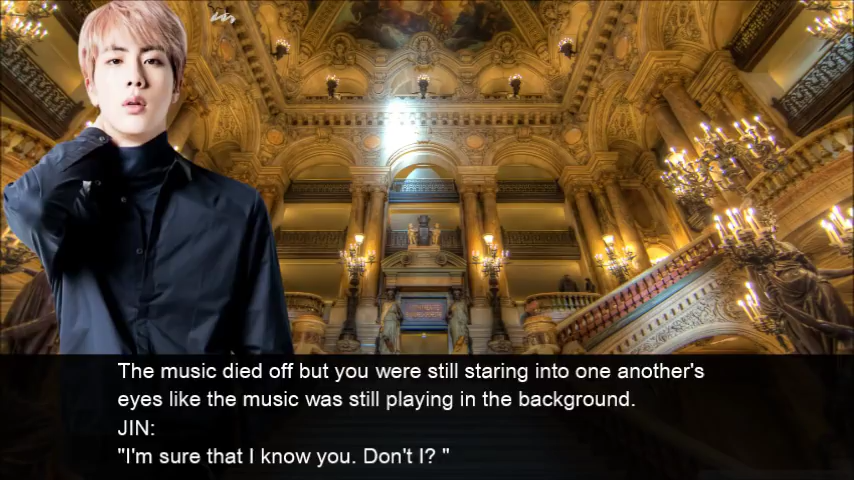 The music died off but you were still staring into one another's
eyes like the music was still playing in the background.
JIN:
"I'm sure that I know you. Don't I? "